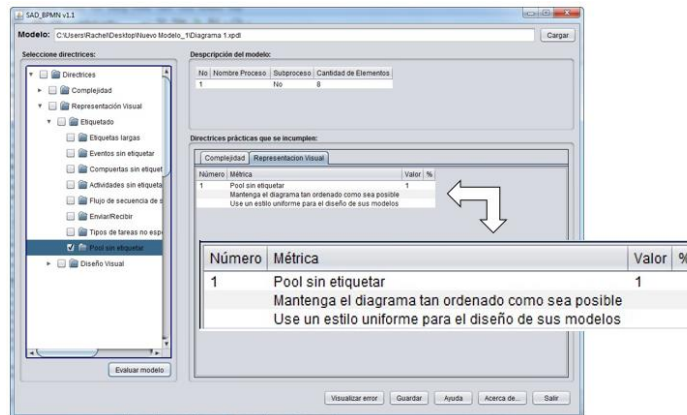 SAD_BPMN v1.1
Modelo: C:\Users\Rachel\Desktop\Nuevo Modelo_1\Diagrama 1.xpdl Cargar
Seleccione directrices:
Directrices
Complejidad
Representación Visual
Etiquetado
Etiquetas largas
Eventos sin etiquetar
Compuertas sin etiquet
Actividades sin etiqueta
Flujo de secuencia de s
Enviar/Recibir
Tipos de tareas no esp
Pool sin etiquetar
Diseño Visual
Evaluar modelo
Despcripción del modelo:
No Nombre Proceso Subproceso Cantidad de Elementos
1 No 8
Directrices prácticas que se incumplen:
Complejidad Representacion Visual
Número Métrica Valor %
1 Pool sin etiquetar 1
Mantenga el diagrama tan ordenado como sea posible
Use un estilo uniforme para el diseño de sus modelos
Número Métrica Valor %
1 Pool sin etiquetar 1
Mantenga el diagrama tan ordenado como sea posible
Use un estilo uniforme para el diseño de sus modelos
Visualizar error Guardar Ayuda Acerca de... Salir